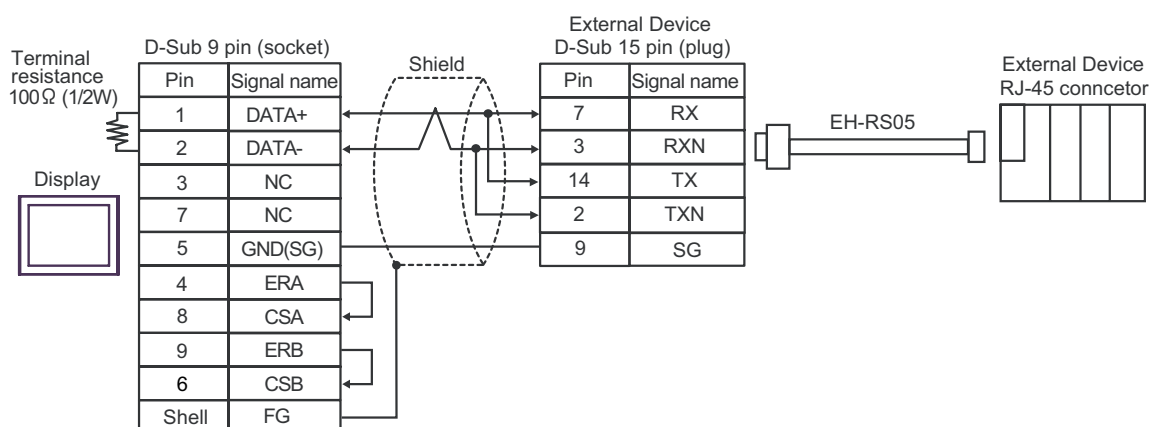 External Device
D-Sub 9 pin (socket)
D-Sub 15 pin (plug)
Terminal
resistance
100Ω (1/2W)
Shield
External Device
RJ-45 conncetor
Pin Signal name
1 DATA+
2 DATA-
3 NC
7 NC
5 GND(SG)
4 ERA
8 CSA
9 ERB
6 CSB
Shell FG
Pin Signal name
7 RX
3 RXN
14 TX
2 TXN
9 SG
EH-RS05
Display